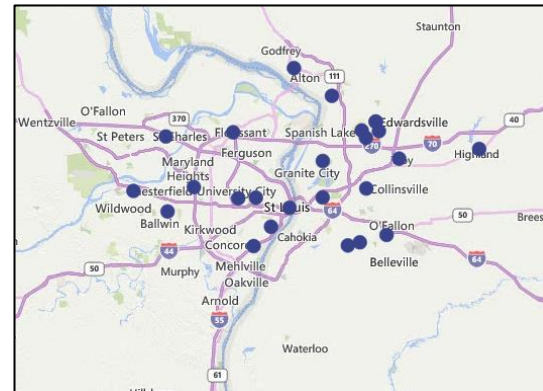 Staunton
Godfrey
Alton
111
O'Fallon
370
Wentzville
St Peters
St Charles
Spanish Lake
Edwardsville
40
70
270
Ferguson
Maryland
Heights
Granite City
Highland
Chesterfield
University City
Collinsville
St Louis
64
Wildwood
Ballwin
Kirkwood
Concord
Cahokia
O'Fallon
50
Breese
44
Belleville
50
Murphy
Mehlville
Oakville
64
Arnold
55
Waterloo
61